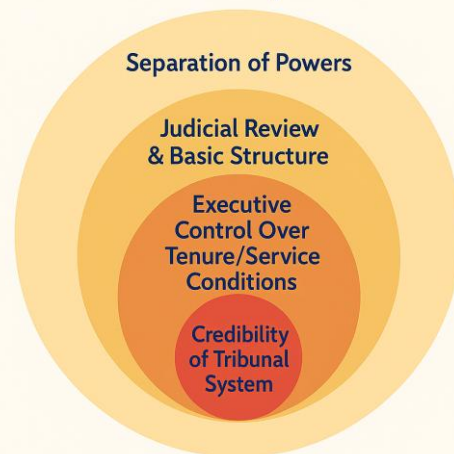 Separation of Powers
Judicial Review
& Basic Structure
Executive
Control Over
Tenure/Service
Conditions
Credibility
of Tribunal
System